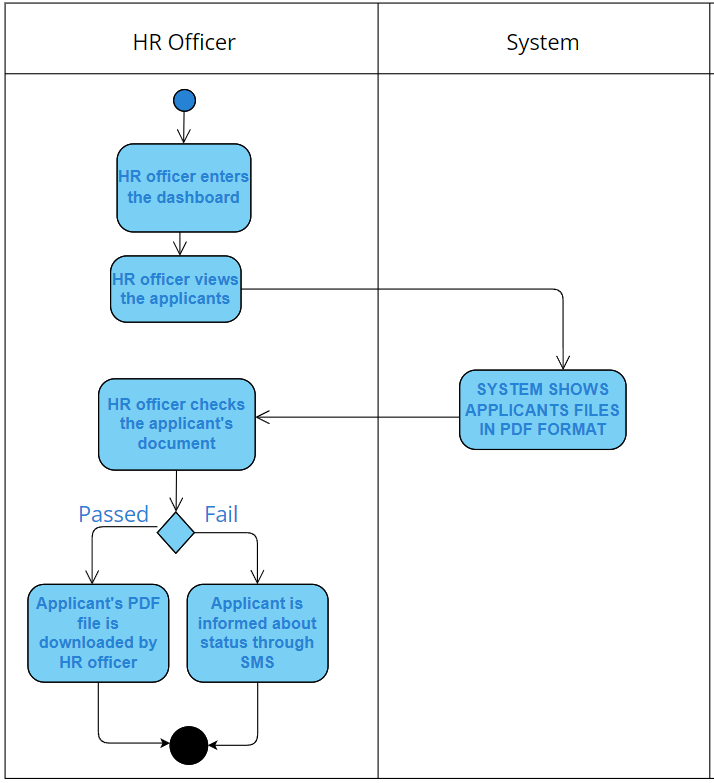 HR Officer
System
HR officer enters
the dashboard
HR officer views
the applicants
SYSTEM SHOWS
APPLICANTS FILES
IN PDF FORMAT
HR officer checks
the applicant's
document
Passed
Fail
Applicant's PDF
file is
downloaded by
HR officer
Applicant is
informed about
status through
SMS